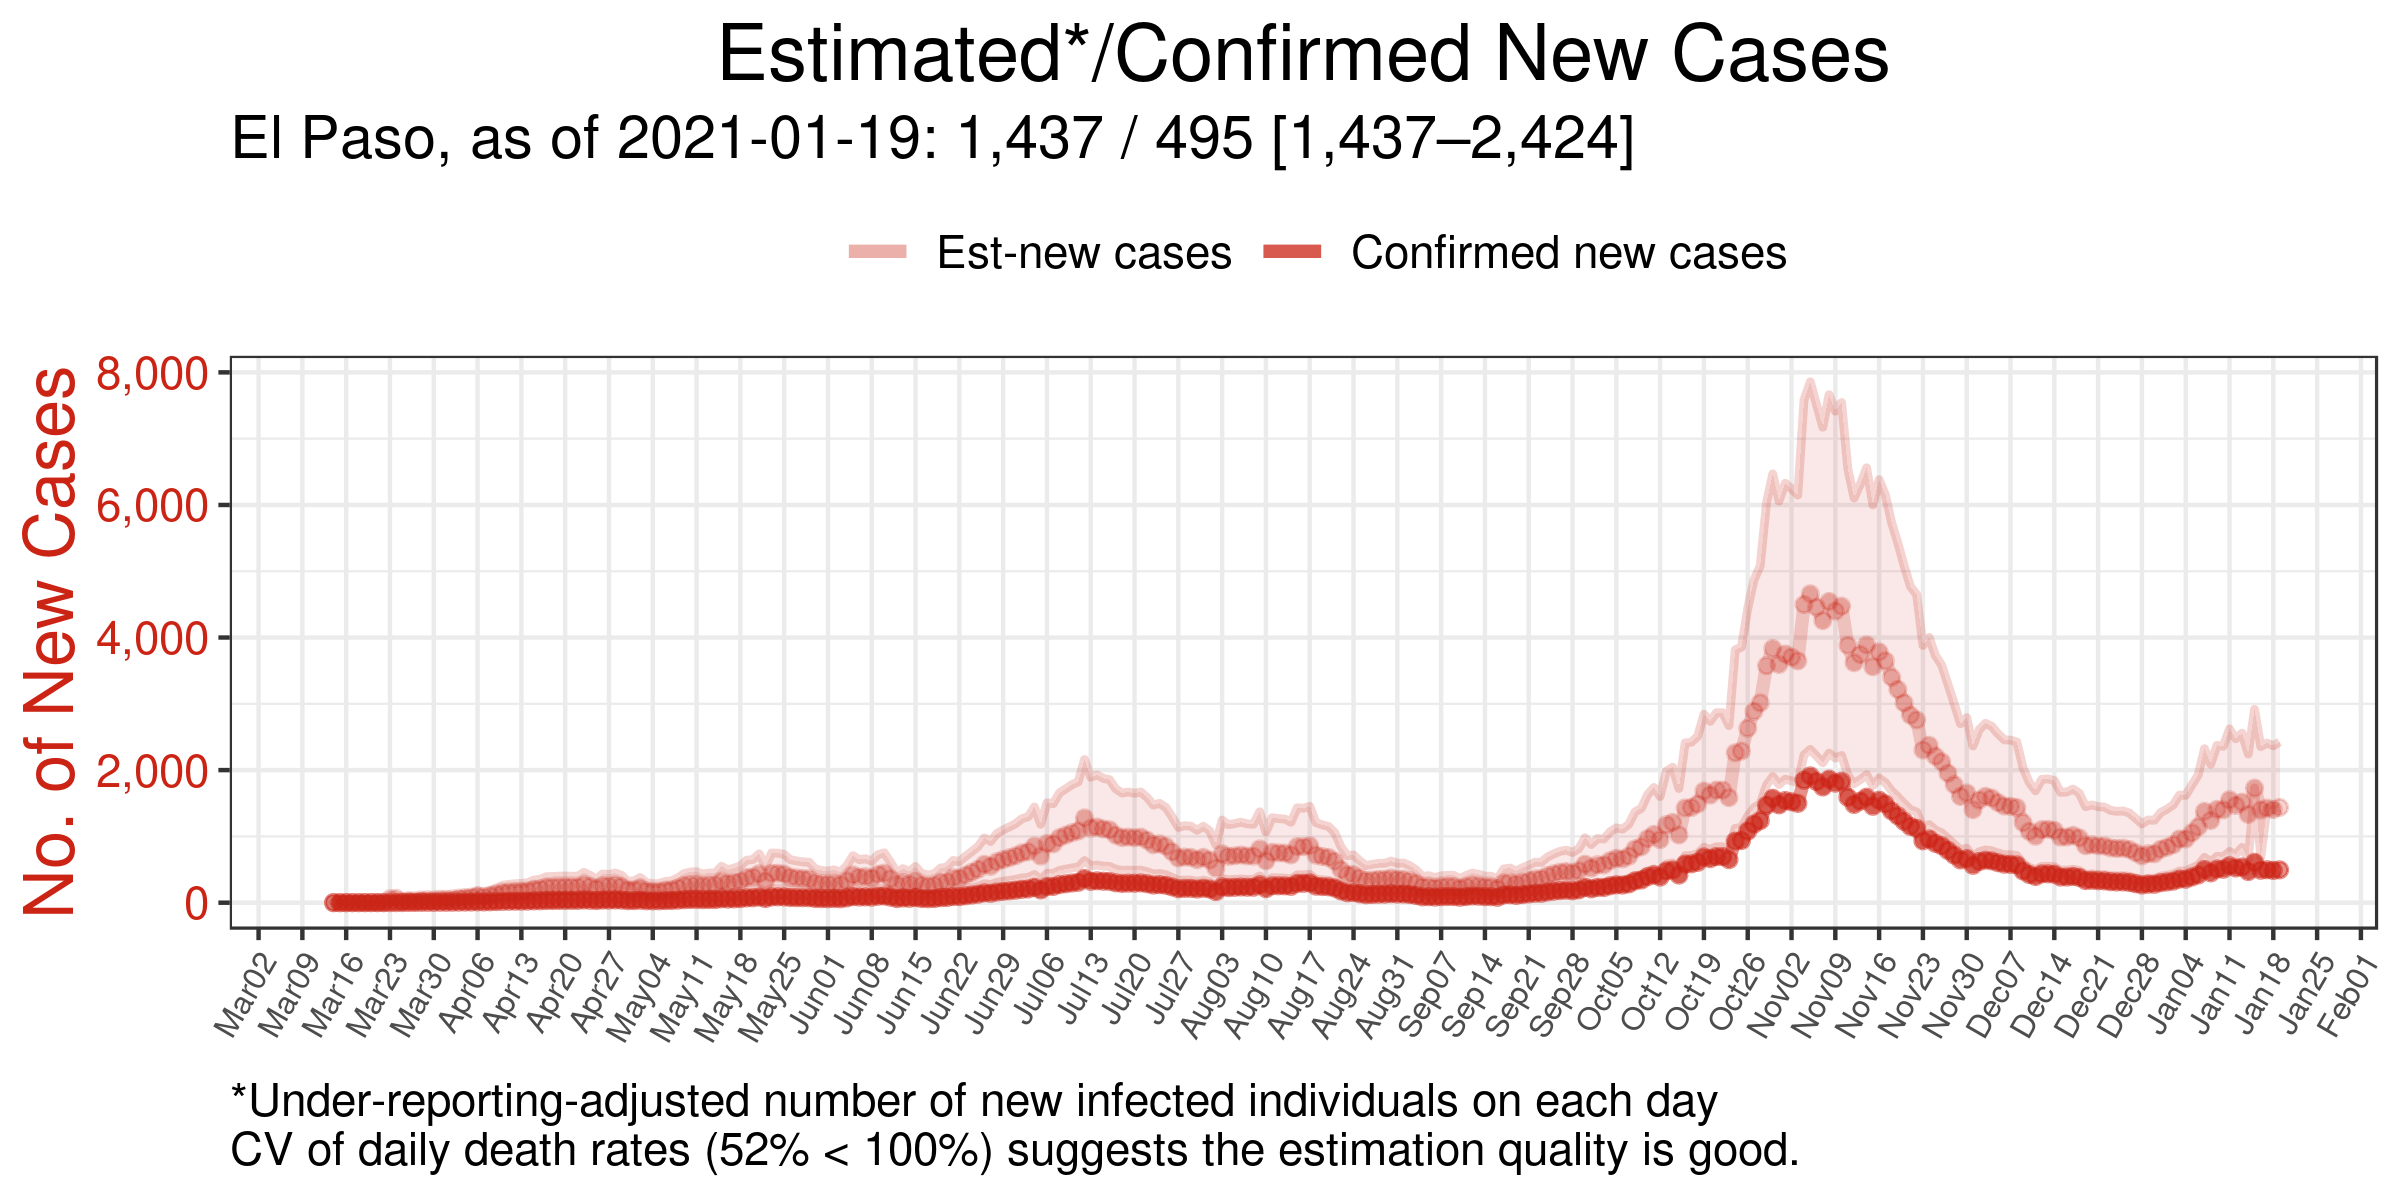 Estimated*/Confirmed New Cases
El Paso, as of 2021-01-19: 1,437 / 495 [1,437–2,424]
Est-new cases Confirmed new cases
No. of New Cases
8,000
6,000
4,000
2,000
0
Mar02 Mar09 Mar16 Mar23 Mar30 Apr06 Apr13 Apr20 Apr27 May04 May11 May18 May25 Jun01 Jun08 Jun15 Jun22 Jun29 Jul06 Jul13 Jul20 Jul27 Aug03 Aug10 Aug17 Aug24 Aug31 Sep07 Sep14 Sep21 Sep28 Oct05 Oct12 Oct19 Oct26 Nov02 Nov09 Nov16 Nov23 Nov30 Dec07 Dec14 Dec21 Dec28 Jan04 Jan11 Jan18 Jan25 Feb01
*Under-reporting-adjusted number of new infected individuals on each day
CV of daily death rates (52% < 100%) suggests the estimation quality is good.